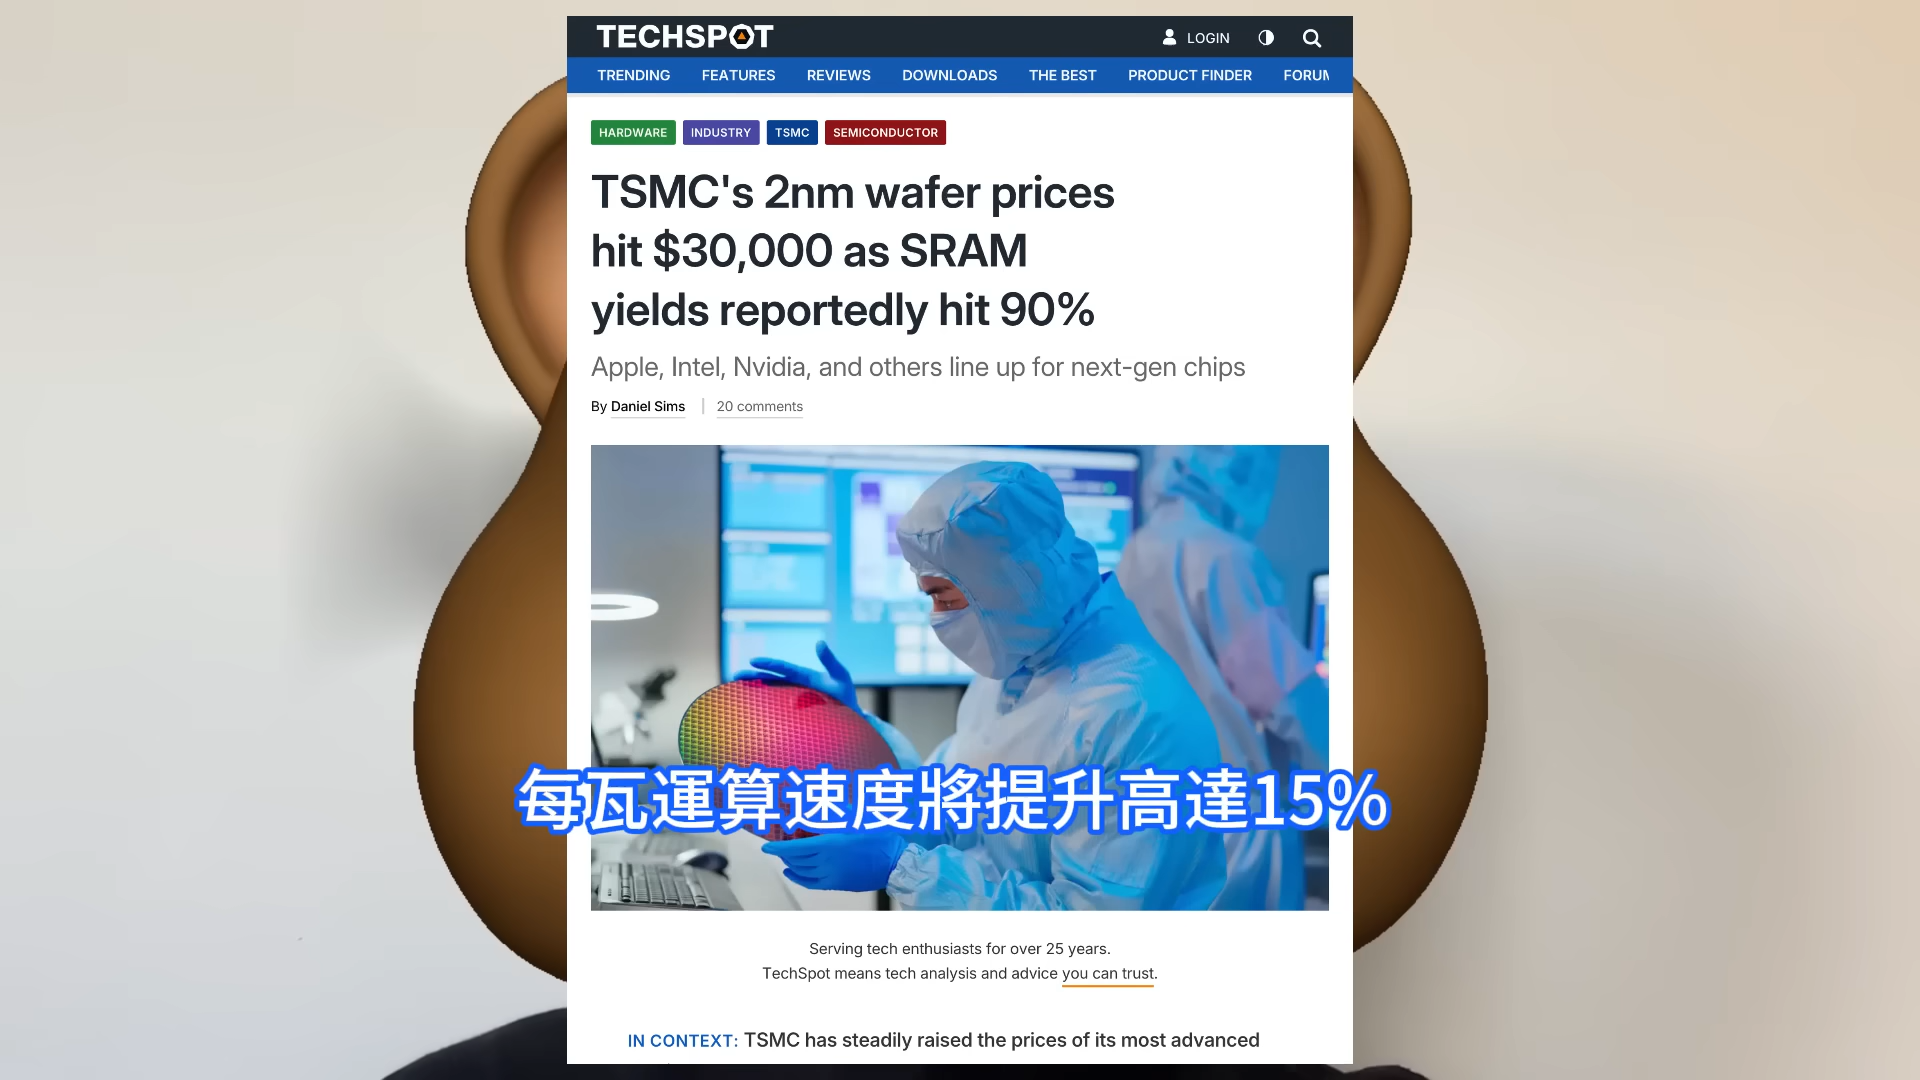 TECHSPOT
LOGIN
TRENDING FEATURES REVIEWS DOWNLOADS THE BEST PRODUCT FINDER FORUM
HARDWARE INDUSTRY TSMC SEMICONDUCTOR
TSMC's 2nm wafer prices
hit $30,000 as SRAM
yields reportedly hit 90%
Apple, Intel, Nvidia, and others line up for next-gen chips
By Daniel Sims | 20 comments
每瓦運算速度將提升高達15%
Serving tech enthusiasts for over 25 years.
TechSpot means tech analysis and advice you can trust.
IN CONTEXT: TSMC has steadily raised the prices of its most advanced